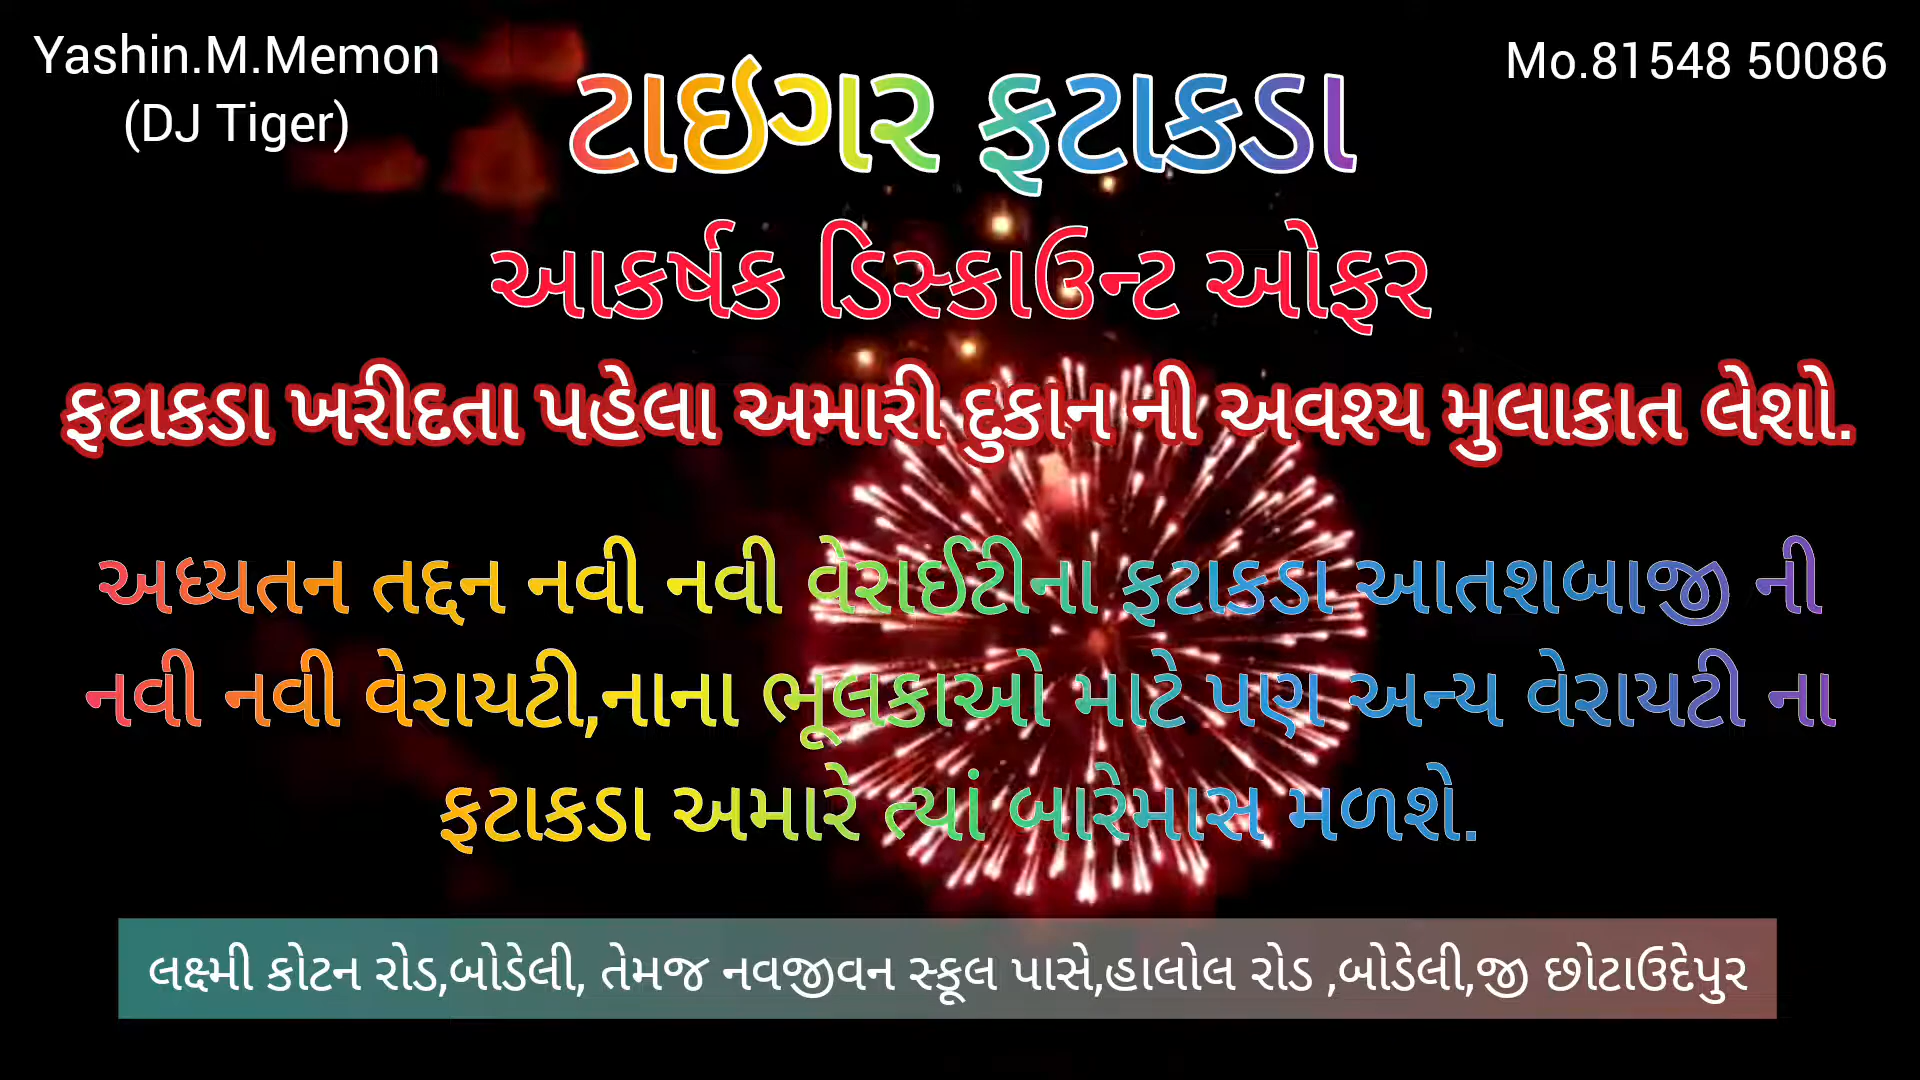 Yashin.M.Memon
(DJ Tiger)
Mo.81548 50086
ટાઇગર ફટાકડા
આકર્ષક ડિસ્કાઉન્ટ ઓફર
ફટાકડા ખરીદતા પહેલા અમારી દુકાન ની અવશ્ય મુલાકાત લેશો.
અધ્યતન તદ્દન નવી નવી વેરાઈટીના ફટાકડા આતશબાજી ની
નવી નવી વેરાયટી,નાના ભૂલકાઓ માટે પણ અન્ય વેરાયટી ના
ફટાકડા અમારે ત્યાં બારેમાસ મળશે.
લક્ષ્મી કોટન રોડ,બોડેલી, તેમજ નવજીવન સ્કૂલ પાસે,હાલોલ રોડ ,બોડેલી,જી છોટાઉદેપુર